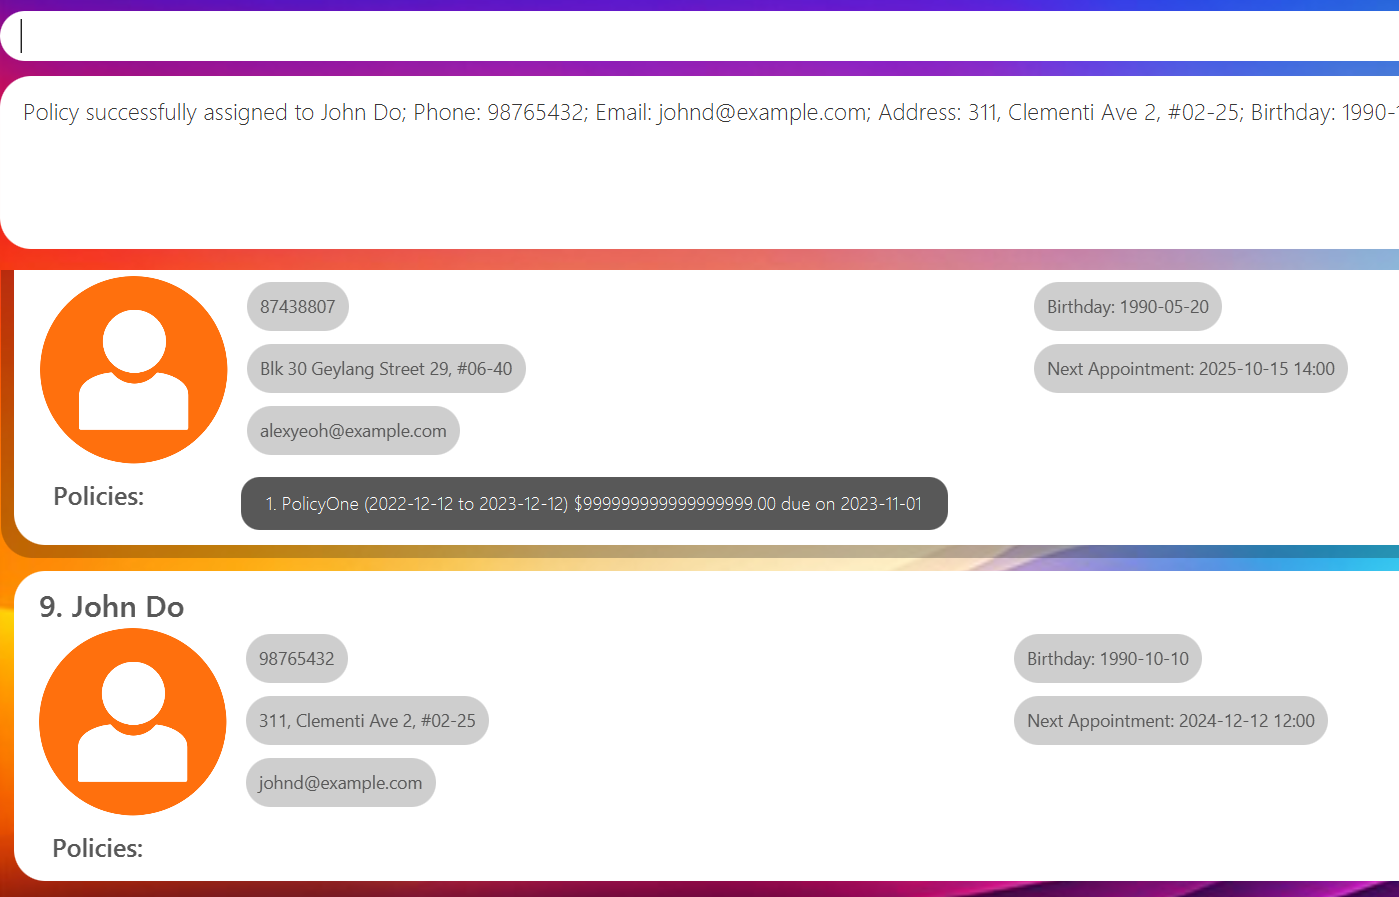 Policy successfully assigned to John Do; Phone: 98765432; Email: johnd@example.com; Address: 311, Clementi Ave 2, #02-25; Birthday: 1990-
87438807
Birthday: 1990-05-20
Blk 30 Geylang Street 29, #06-40
Next Appointment: 2025-10-15 14:00
alexyeoh@example.com
Policies:
1. PolicyOne (2022-12-12 to 2023-12-12) $999999999999999999.00 due on 2023-11-01
9. John Do
98765432
Birthday: 1990-10-10
311, Clementi Ave 2, #02-25
Next Appointment: 2024-12-12 12:00
johnd@example.com
Policies: